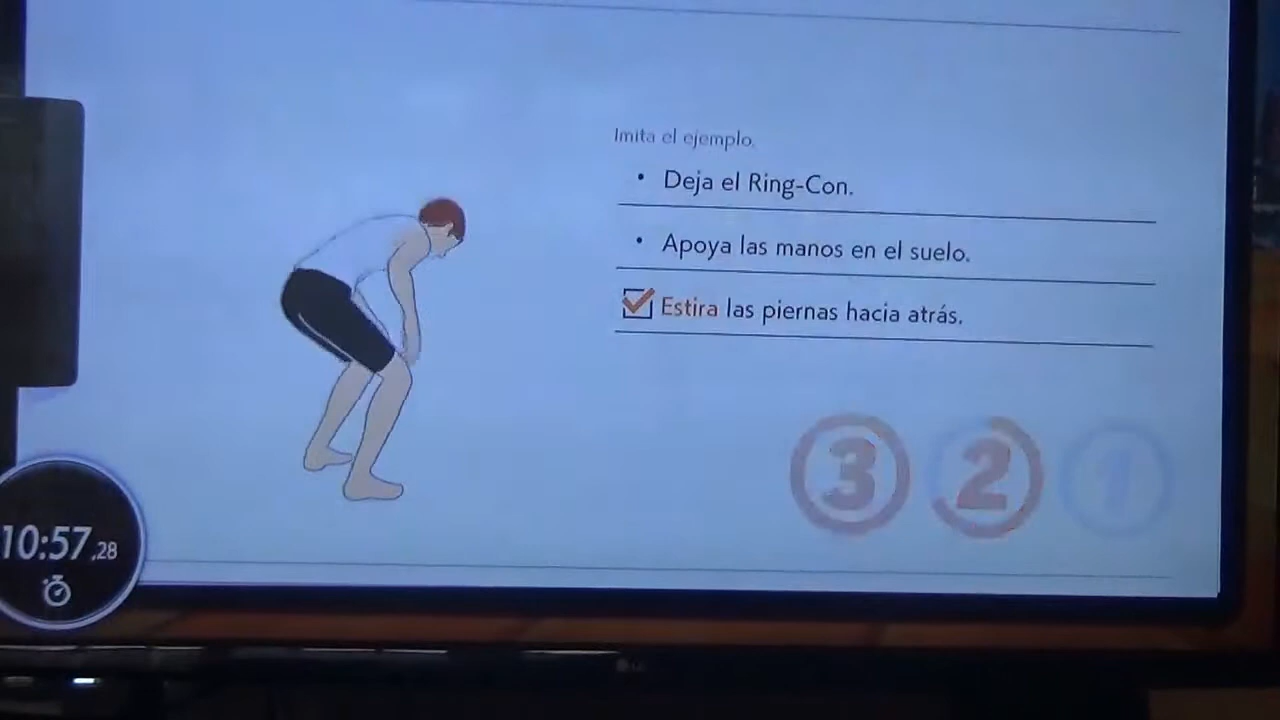 Imita el ejemplo.
• Deja el Ring-Con.
• Apoya las manos en el suelo.
Estira las piernas hacia atrás.
3 2 1
10:57.28